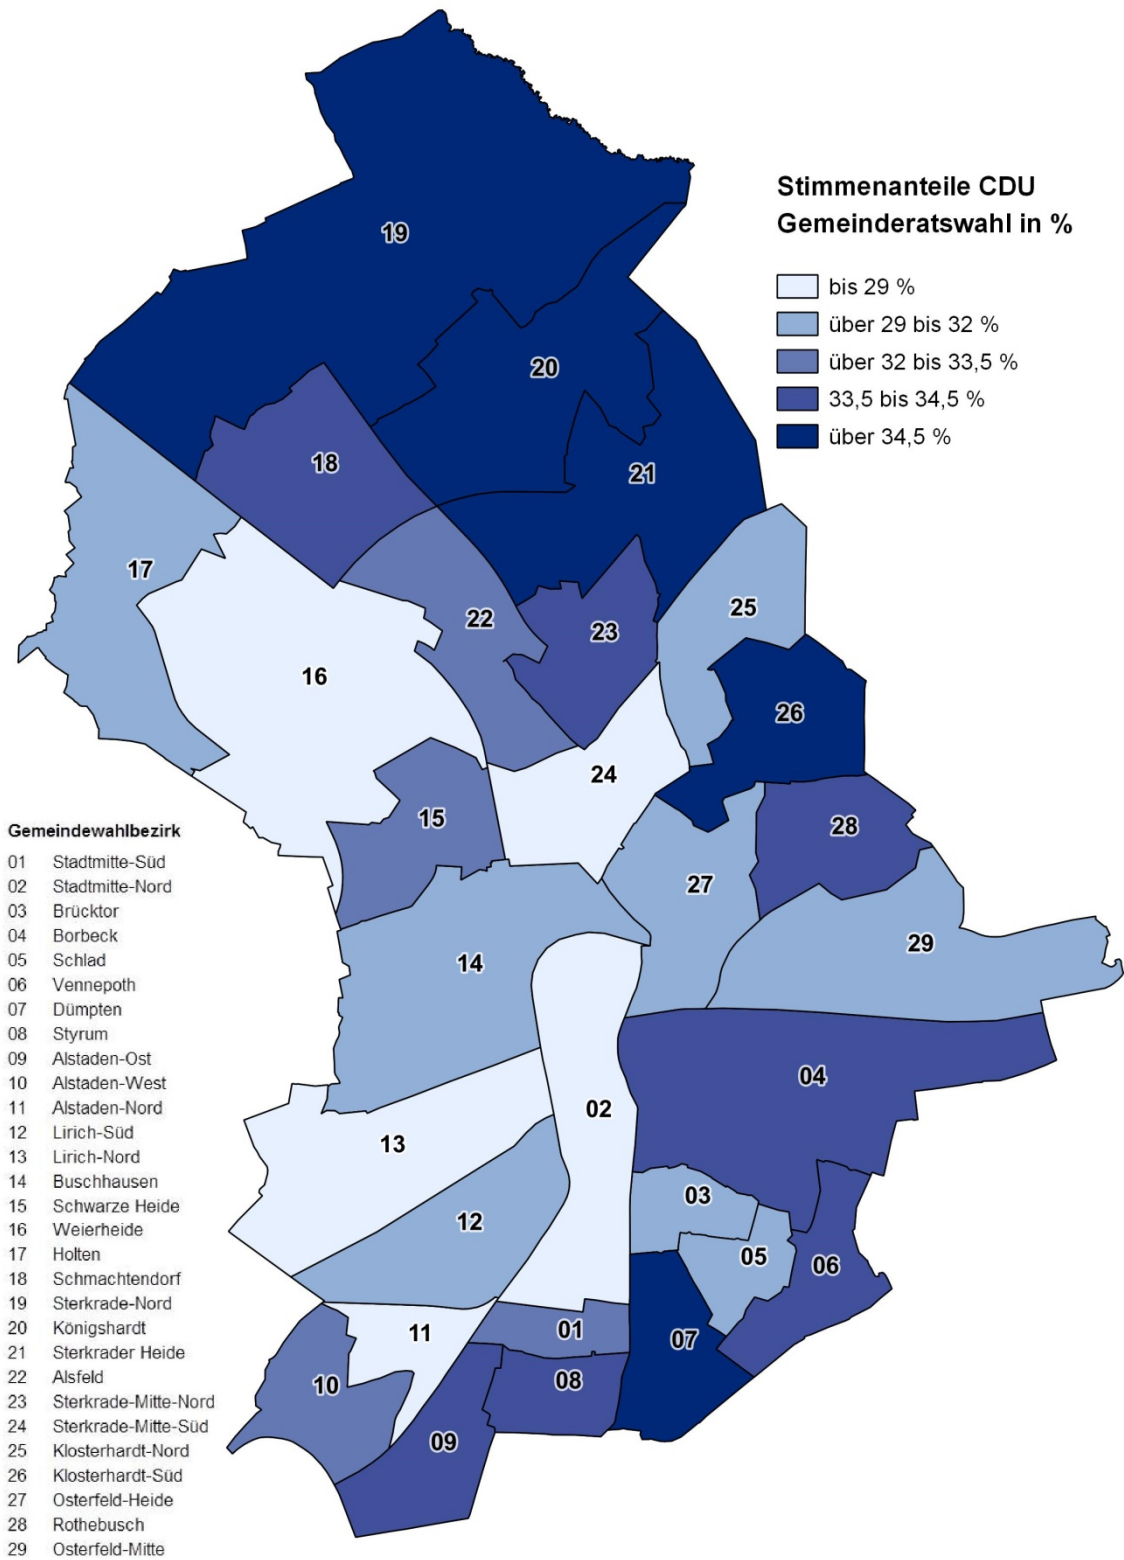 19
Stimmenanteile CDU
Gemeinderatswahl in %
bis 29 %
über 29 bis 32 %
über 32 bis 33,5 %
33,5 bis 34,5 %
über 34,5 %
20
18
21
17
25
22
23
16
26
24
15
28
27
29
14
04
02
13
03
12
05
06
01
11
07
08
10
09
Gemeindewahlbezirk
01 Stadtmitte-Süd
02 Stadtmitte-Nord
03 Brücktor
04 Borbeck
05 Schlad
06 Vennepoth
07 Dümpten
08 Styrum
09 Alstaden-Ost
10 Alstaden-West
11 Alstaden-Nord
12 Lirich-Süd
13 Lirich-Nord
14 Buschhausen
15 Schwarze Heide
16 Weierheide
17 Holten
18 Schmachtendorf
19 Sterkrade-Nord
20 Königshardt
21 Sterkrader Heide
22 Alsfeld
23 Sterkrade-Mitte-Nord
24 Sterkrade-Mitte-Süd
25 Klosterhardt-Nord
26 Klosterhardt-Süd
27 Osterfeld-Heide
28 Rothebusch
29 Osterfeld-Mitte